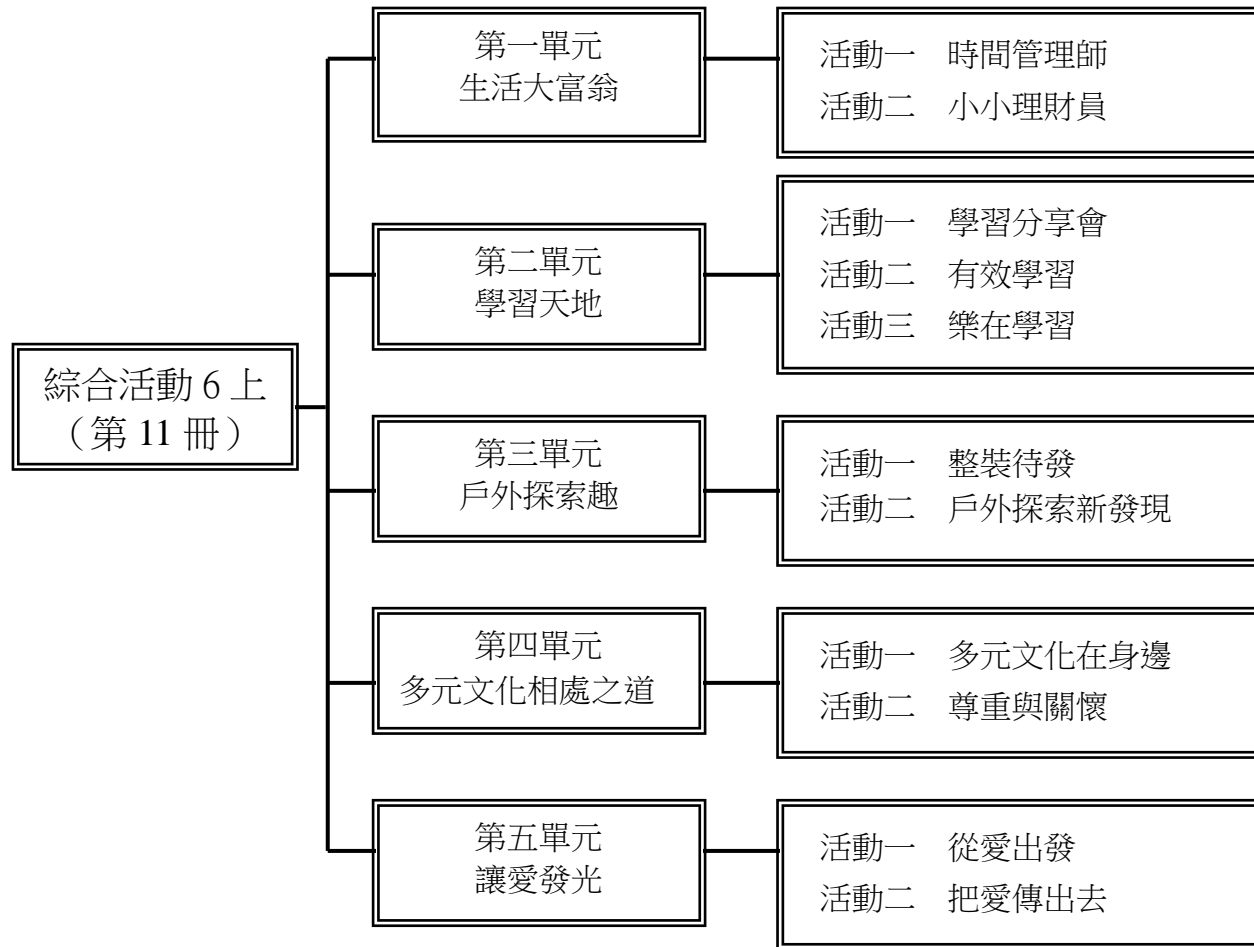 綜合活動 6 上
（第 11 冊）
第一單元
生活大富翁
活動一　時間管理師
活動二　小小理財員
第二單元
學習天地
活動一　學習分享會
活動二　有效學習
活動三　樂在學習
第三單元
戶外探索趣
活動一　整裝待發
活動二　戶外探索新發現
第四單元
多元文化相處之道
活動一　多元文化在身邊
活動二　尊重與關懷
第五單元
讓愛發光
活動一　從愛出發
活動二　把愛傳出去